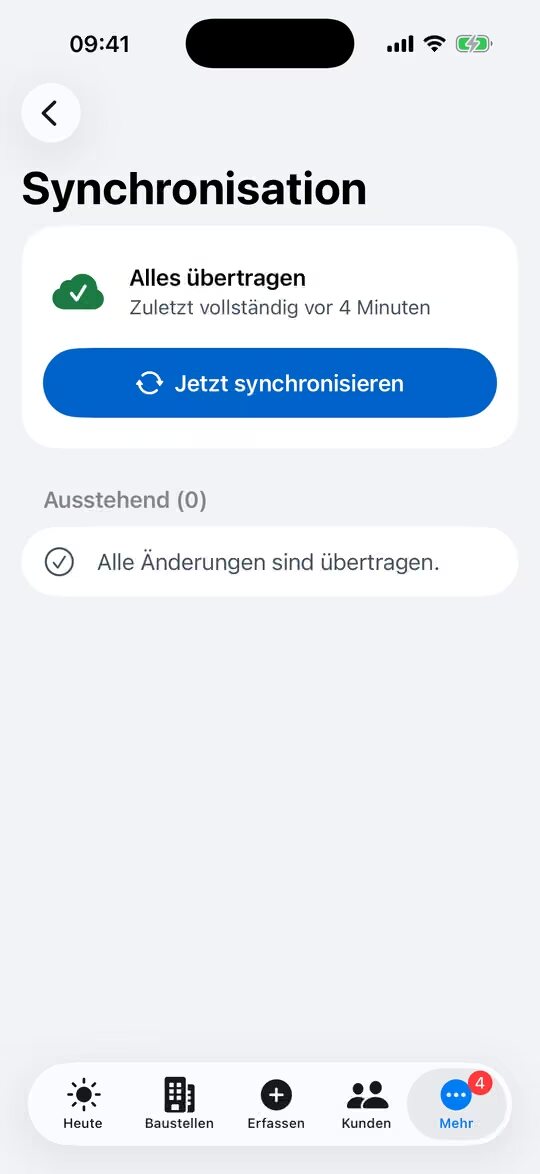 09:41
Synchronisation
Alles übertragen
Zuletzt vollständig vor 4 Minuten
Jetzt synchronisieren
Ausstehend (0)
Alle Änderungen sind übertragen.
4
Heute
Baustellen
Erfassen
Kunden
Mehr